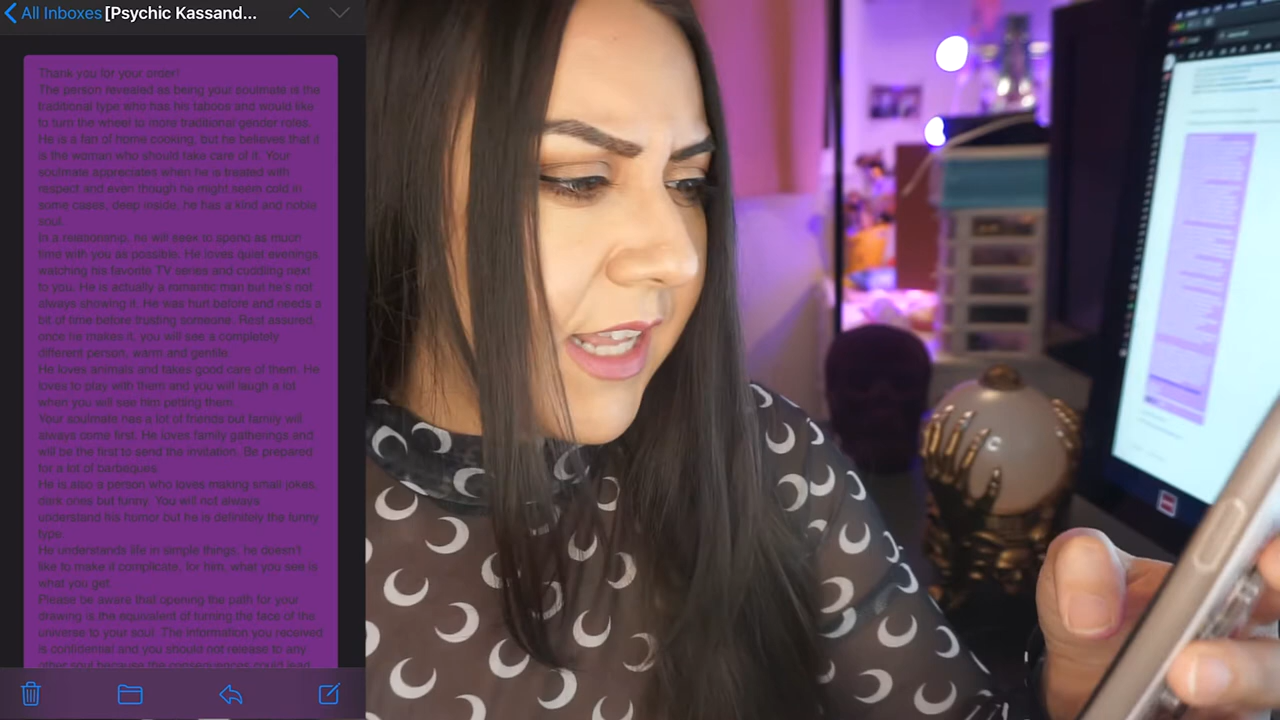 All Inboxes [Psychic Kassand...
Thank you for your order!
The person revealed as being your soulmate is the
traditional type who has his taboos and would like
to turn the wheel to more traditional gender roles.
He is a fan of home cooking, but he believes that it
is the woman who should take care of it. Your
soulmate appreciates when he is treated with
respect and even though he might seem cold in
some cases, deep inside, he has a kind and noble
soul.
In a relationship, he will seek to spend as much
time with you as possible. He loves quiet evenings,
watching his favorite TV series and cuddling next
to you. He is actually a romantic man but he's not
always showing it. He was hurt before and needs a
bit of time before trusting someone. Rest assured,
once he makes it, you will see a completely
different person, warm and gentle.
He loves animals and takes good care of them. He
loves to play with them and you will laugh a lot
when you will see him petting them.
Your soulmate has a lot of friends but family will
always come first. He loves family gatherings and
will be the first to send the invitation. Be prepared
for a lot of barbeques.
He is also a person who loves making small jokes,
dark ones but funny. You will not always
understand his humor but he is definitely the funny
type.
He understands life in simple things, he doesn't
like to make it complicate, for him, what you see is
what you get.
Please be aware that opening the path for your
drawing is the equivalent of turning the face of the
universe to your soul. The information you received
is confidential and you should not release to any
other soul because the consequences could lead